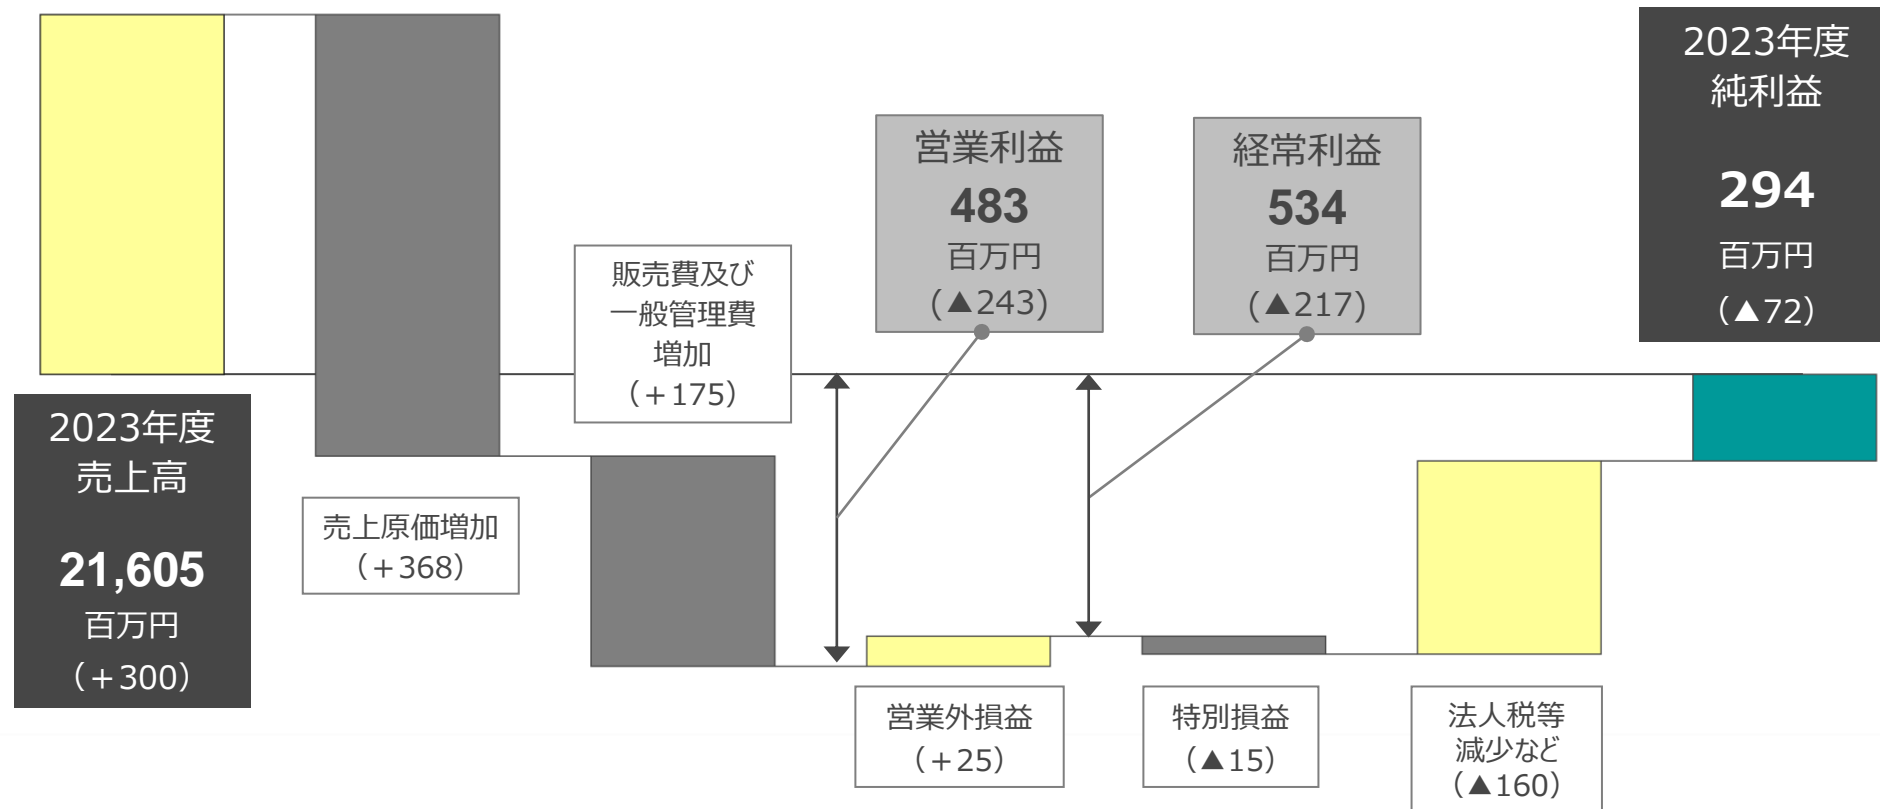 2023年度
売上高
21,605
百万円
（+300）
売上原価増加
（+368）
販売費及び
一般管理費
増加
（+175）
営業利益
483
百万円
（▲243）
営業外損益
（+25）
経常利益
534
百万円
（▲217）
特別損益
（▲15）
法人税等
減少など
（▲160）
2023年度
純利益
294
百万円
（▲72）